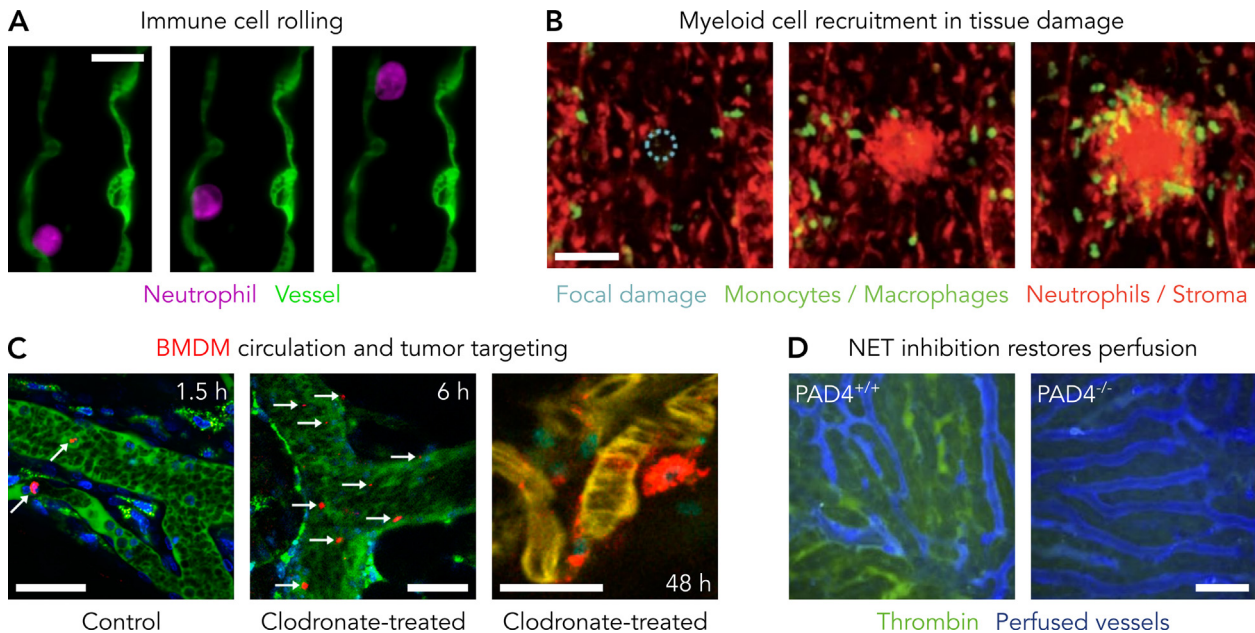 A Immune cell rolling
Neutrophil Vessel
B Myeloid cell recruitment in tissue damage
Focal damage Monocytes / Macrophages Neutrophils / Stroma
C BMDM circulation and tumor targeting
1.5 h
6 h
48 h
Control Clodronate-treated Clodronate-treated
D NET inhibition restores perfusion
PAD4+/+
PAD4-/-
Thrombin Perfused vessels